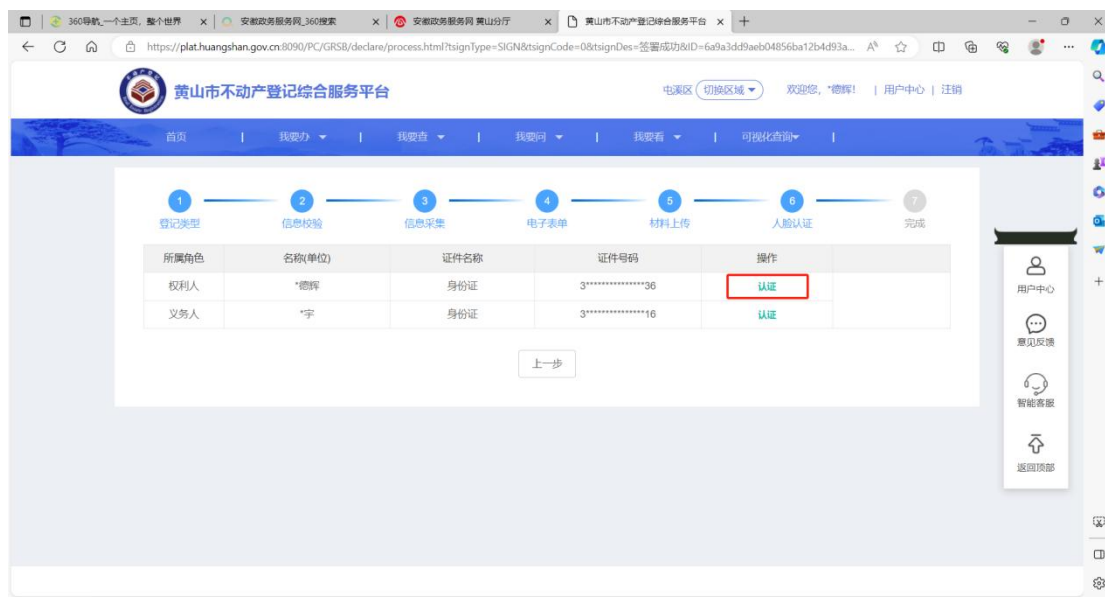 360导航_一个主页，整个世界
安徽政务服务网_360搜索
安徽政务服务网 黄山分厅
黄山市不动产登记综合服务平台
https://plat.huangshan.gov.cn:8090/PC/GRSB/declare/process.html?tsignType=SIGN&tsignCode=0&tsignDes=签署成功&ID=6a9a3dd9aeb04856ba12b4d93a...
黄山市不动产登记综合服务平台
屯溪区 切换区域 欢迎您，*德辉！ | 用户中心 | 注销
首页 | 我要办 | 我要查 | 我要问 | 我要看 | 可视化查询 |
1 2 3 4 5 6 7
登记类型 信息校验 信息采集 电子表单 材料上传 人脸认证 完成
所属角色 名称(单位) 证件名称 证件号码 操作
权利人 *德辉 身份证 3***************36 认证
义务人 *宇 身份证 3***************16 认证
上一步
用户中心
意见反馈
智能客服
返回顶部